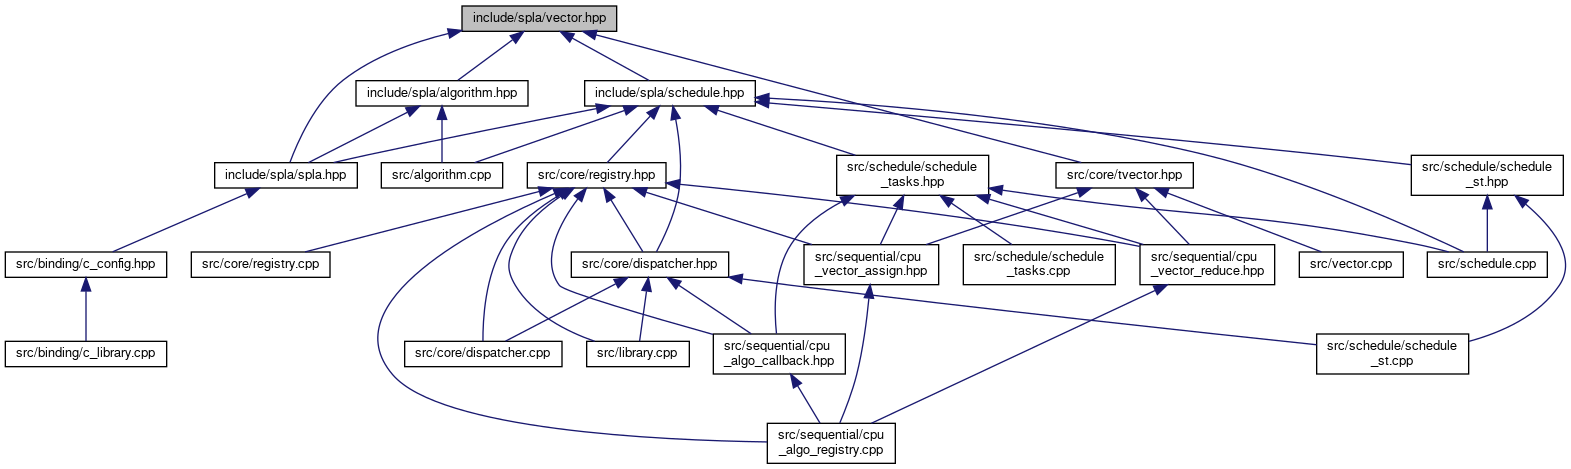 include/spla/vector.hpp
include/spla/algorithm.hpp
include/spla/schedule.hpp
include/spla/spla.hpp
src/algorithm.cpp
src/core/registry.hpp
src/schedule/schedule
_tasks.hpp
src/core/tvector.hpp
src/schedule/schedule
_st.hpp
src/binding/c_config.hpp
src/core/registry.cpp
src/core/dispatcher.hpp
src/sequential/cpu
_vector_assign.hpp
src/schedule/schedule
_tasks.cpp
src/sequential/cpu
_vector_reduce.hpp
src/vector.cpp
src/schedule.cpp
src/binding/c_library.cpp
src/core/dispatcher.cpp
src/library.cpp
src/sequential/cpu
_algo_callback.hpp
src/schedule/schedule
_st.cpp
src/sequential/cpu
_algo_registry.cpp